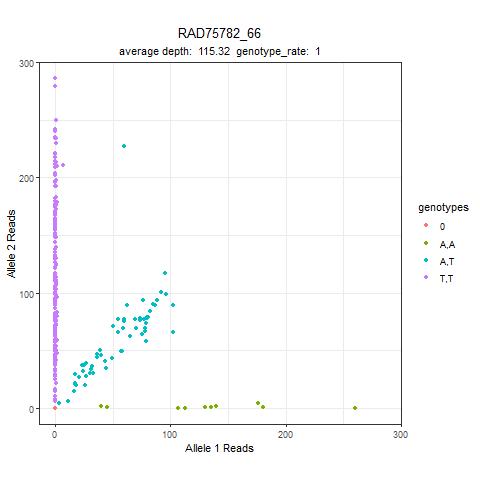 RAD75782_66
average depth:  115.32  genotype_rate:  1
300
200
100
0
Allele 2 Reads
0
100
200
300
Allele 1 Reads
genotypes
0
A,A
A,T
T,T